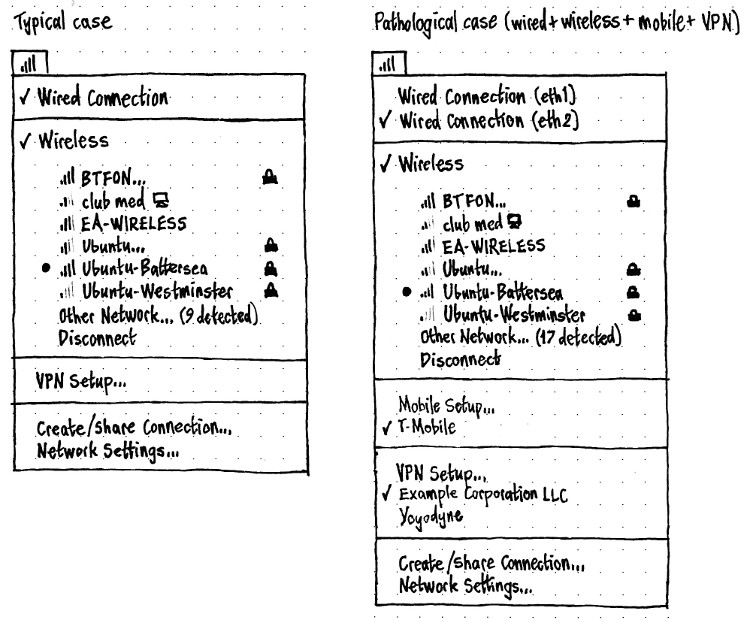 Typical case
✓ Wired Connection
✓ Wireless
BTFON...
club med
EA-WIRELESS
Ubuntu...
• Ubuntu-Battersea
Ubuntu-Westminster
Other Network... (9 detected)
Disconnect
VPN Setup...
Create/share Connection...
Network Settings...
Pathological case (wired+wireless+mobile+ VPN)
Wired Connection (eth1)
✓ Wired Connection (eth2)
✓ Wireless
BTFON...
club med
EA-WIRELESS
Ubuntu...
• Ubuntu-Battersea
Ubuntu-Westminster
Other Network... (17 detected)
Disconnect
Mobile Setup...
✓ T-Mobile
VPN Setup...
✓ Example Corporation LLC
Yoyodyne
Create/share Connection...
Network Settings...